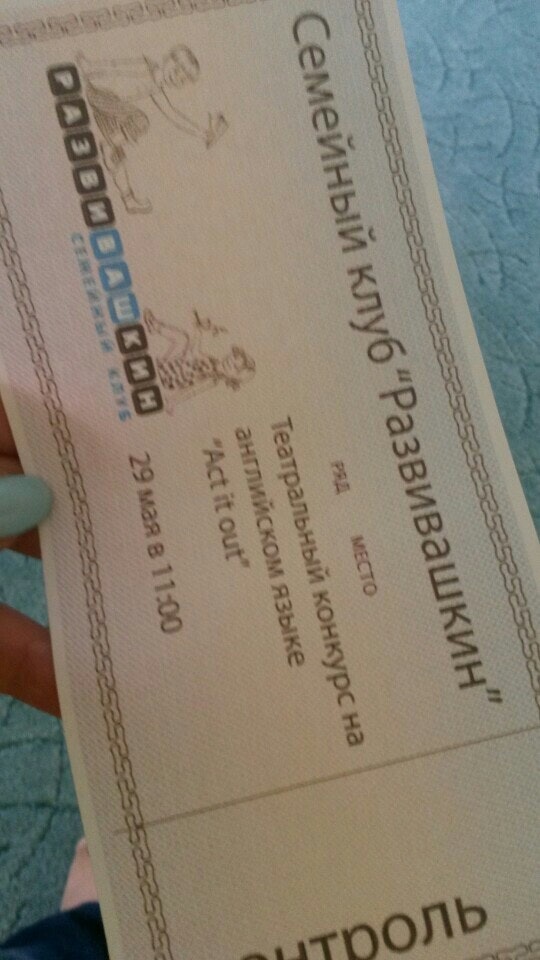 Семейный клуб "Развивашкин"
РЯД МЕСТО
Театральный конкурс на
английском языке
"Act it out"
29 мая в 11:00
РАЗВИВАШКИН
СЕМЕЙНЫЙ КЛУБ